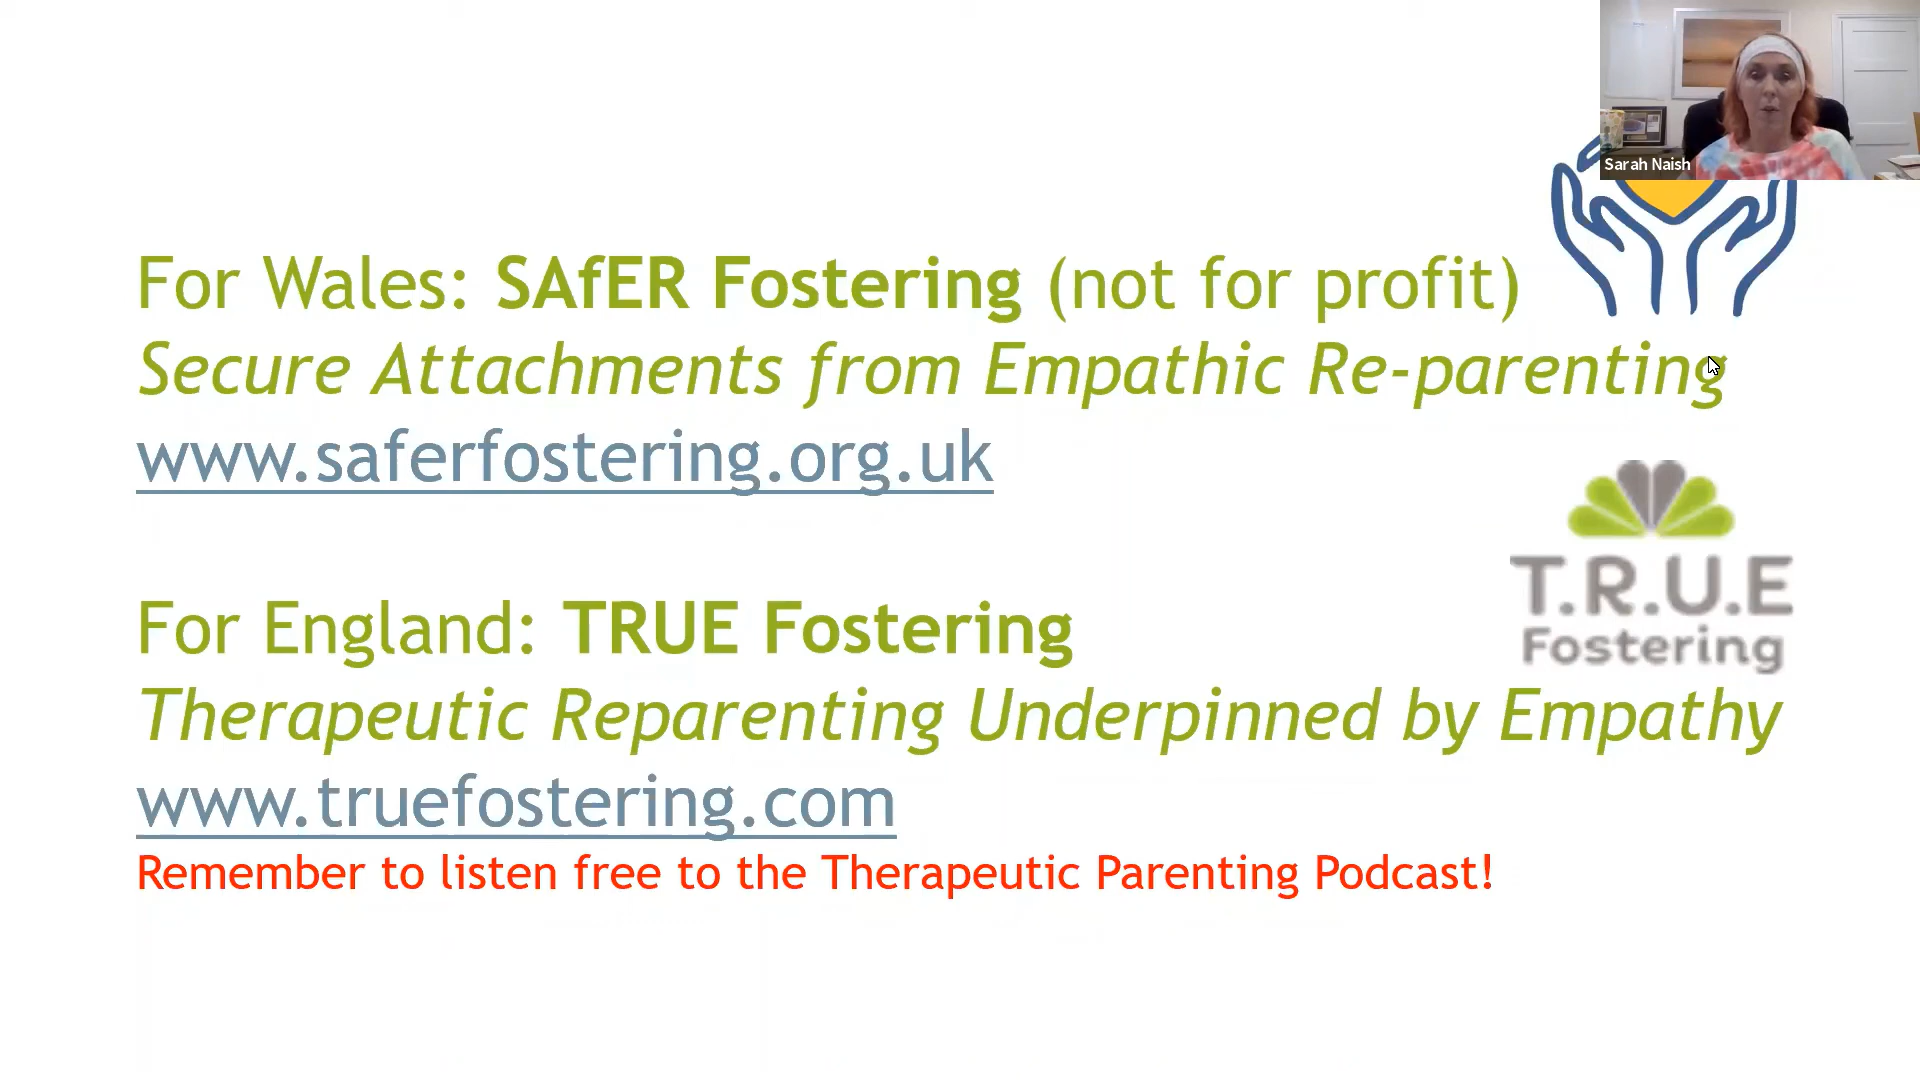 Sarah Naish
For Wales: SAfER Fostering (not for profit)
Secure Attachments from Empathic Re-parenting
www.saferfostering.org.uk
T.R.U.E
Fostering
For England: TRUE Fostering
Therapeutic Reparenting Underpinned by Empathy
www.truefostering.com
Remember to listen free to the Therapeutic Parenting Podcast!